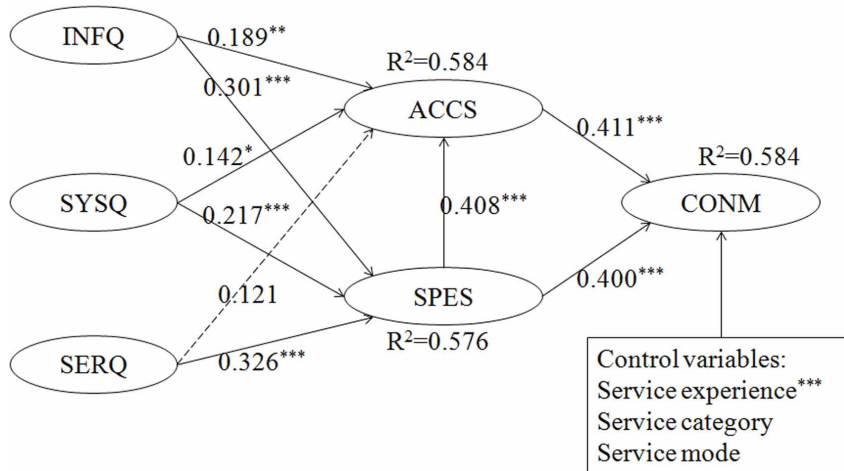 INFQ
0.189**
R²=0.584
0.301***
ACCS
0.411***
0.142*
R²=0.584
SYSQ
0.217***
0.408***
CONM
0.121
SPES
0.400***
SERQ
0.326***
R²=0.576
Control variables:
Service experience***
Service category
Service mode